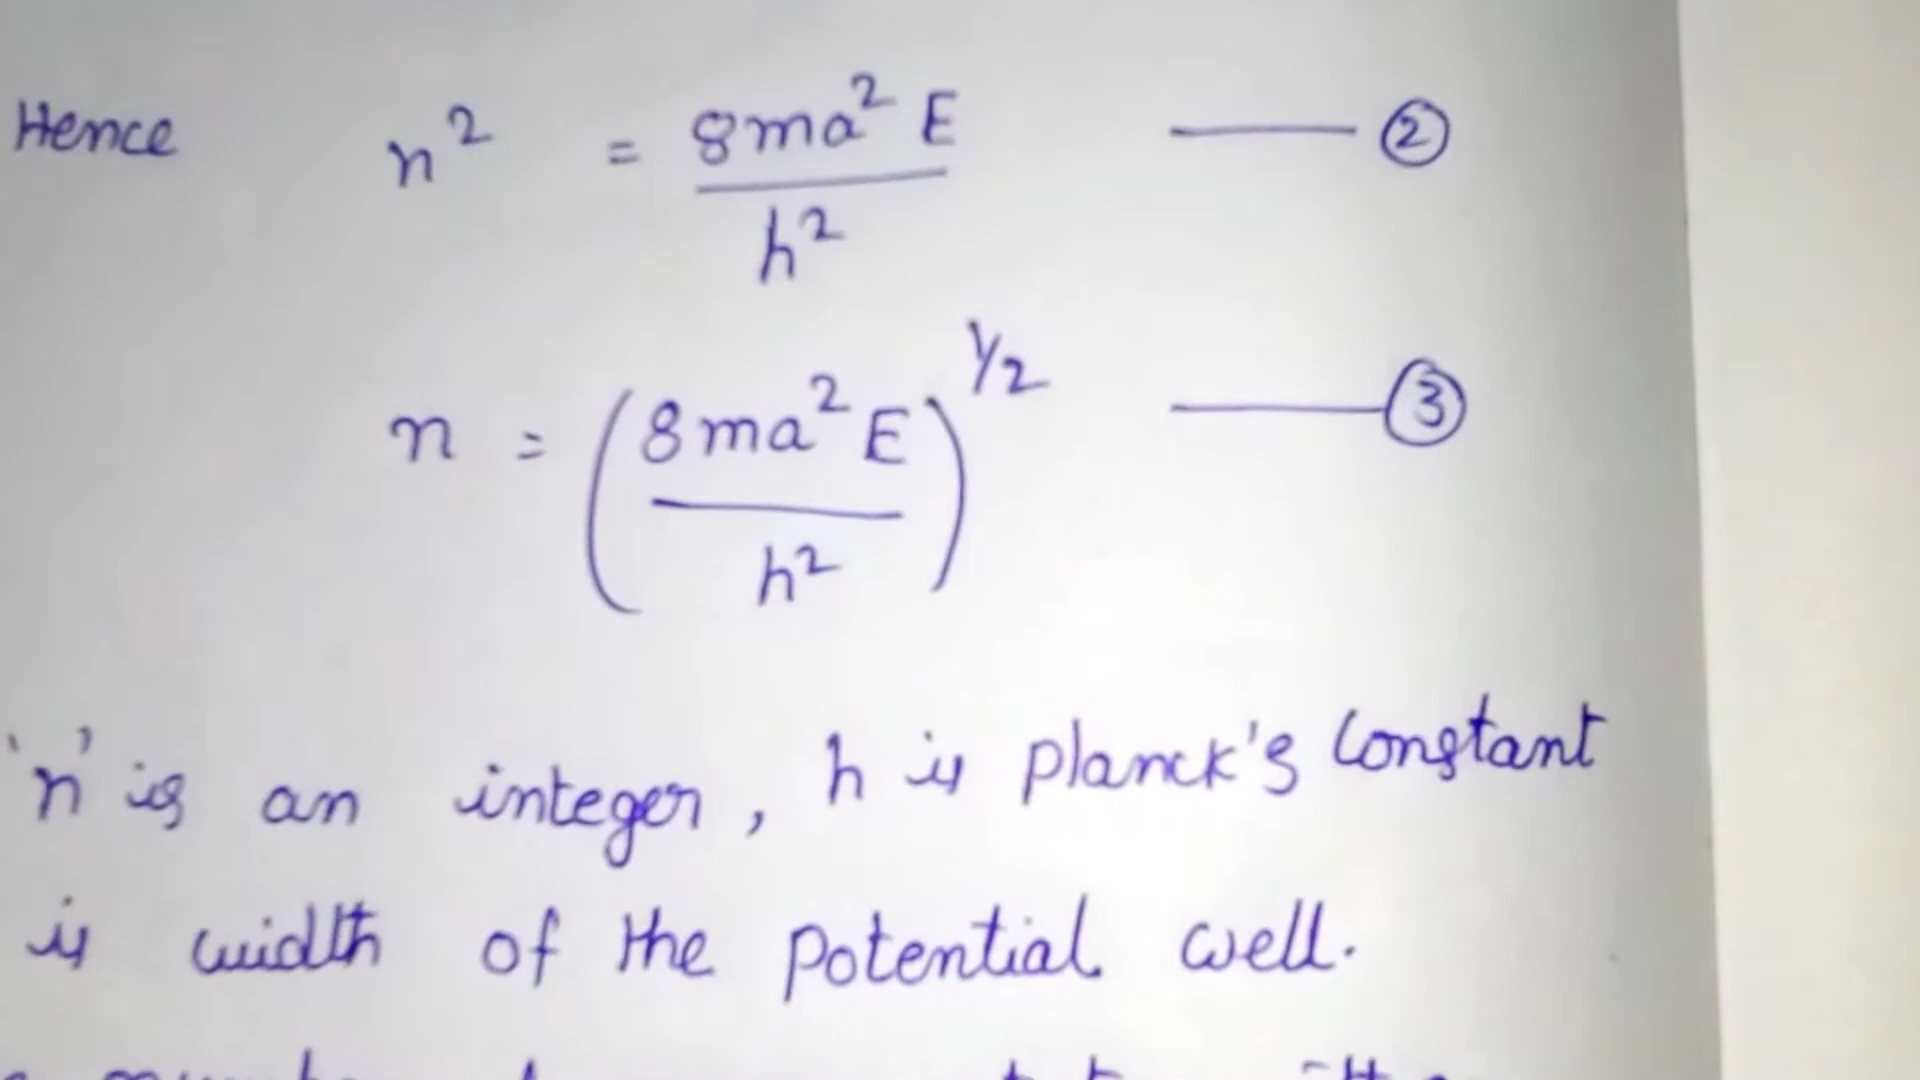 Hence n² = 8ma²E / h² —— ②
n = (8ma²E / h²)^1/2 —— ③
'n' is an integer, h is planck's constant
is width of the potential well.